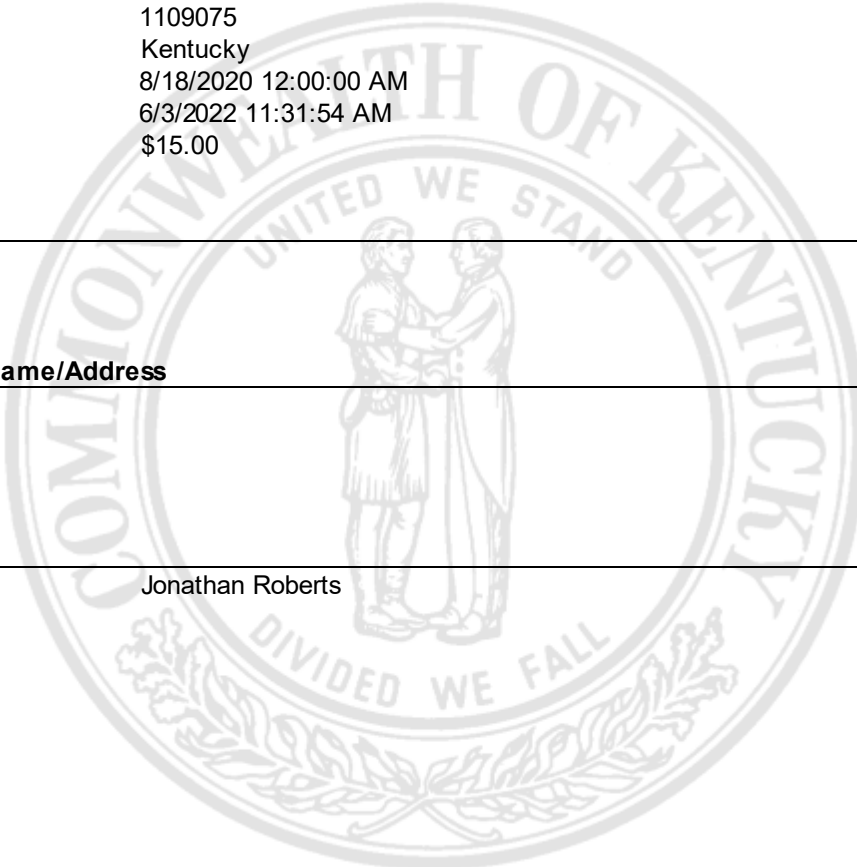 1109075
Kentucky
8/18/2020 12:00:00 AM
6/3/2022 11:31:54 AM
$15.00
COMMONWEALTH OF KENTUCKY
UNITED WE STAND
ame/Address
Jonathan Roberts
DIVIDED WE FALL